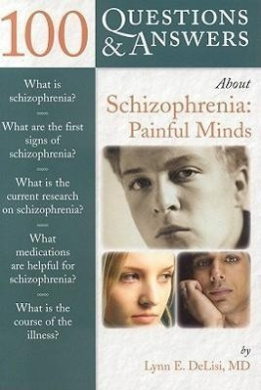 100 QUESTIONS
& ANSWERS
About
Schizophrenia:
Painful Minds
What is
schizophrenia?
What are the first
signs of
schizophrenia?
What is the
current research
on schizophrenia?
What
medications
are helpful for
schizophrenia?
What is the
course of the
illness?
by
Lynn E. DeLisi, MD